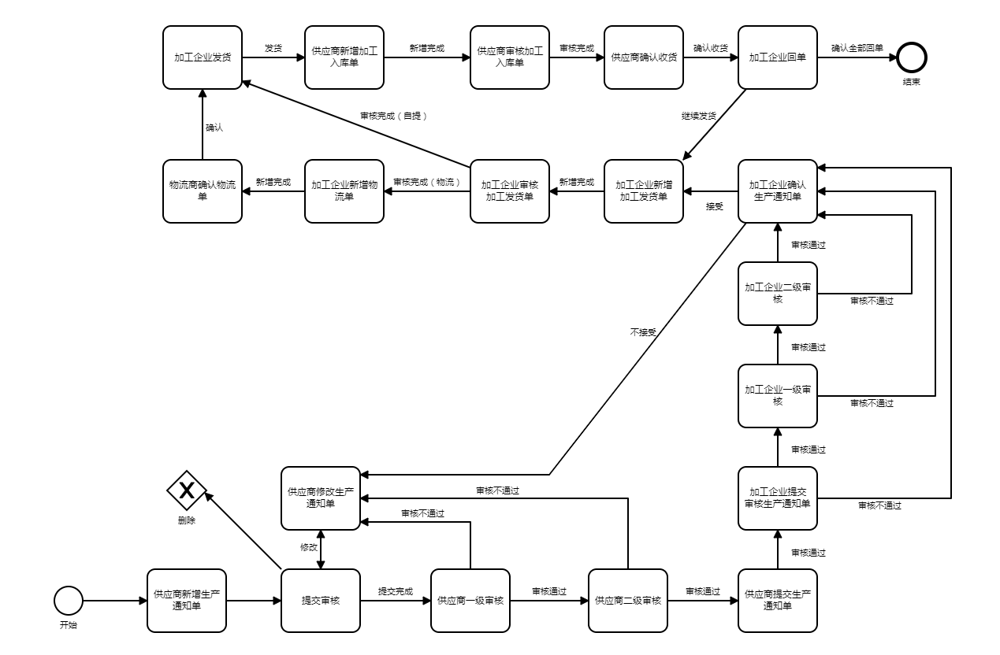 加工企业发货
发货
供应商新增加工
入库单
新增完成
供应商审核加工
入库单
审核完成
供应商确认收货
确认收货
加工企业回单
确认全部回单
结束
确认
审核完成（自提）
继续发货
物流商确认物流
单
新增完成
加工企业新增物
流单
审核完成（物流）
加工企业审核
加工发货单
新增完成
加工企业新增
加工发货单
接受
加工企业确认
生产通知单
审核通过
加工企业二级审
核
审核不通过
不接受
审核通过
加工企业一级审
核
审核不通过
审核通过
加工企业提交
审核生产通知单
审核不通过
审核通过
X
删除
供应商修改生产
通知单
审核不通过
审核不通过
修改
开始
供应商新增生产
通知单
提交审核
提交完成
供应商一级审核
审核通过
供应商二级审核
审核通过
供应商提交生产
通知单